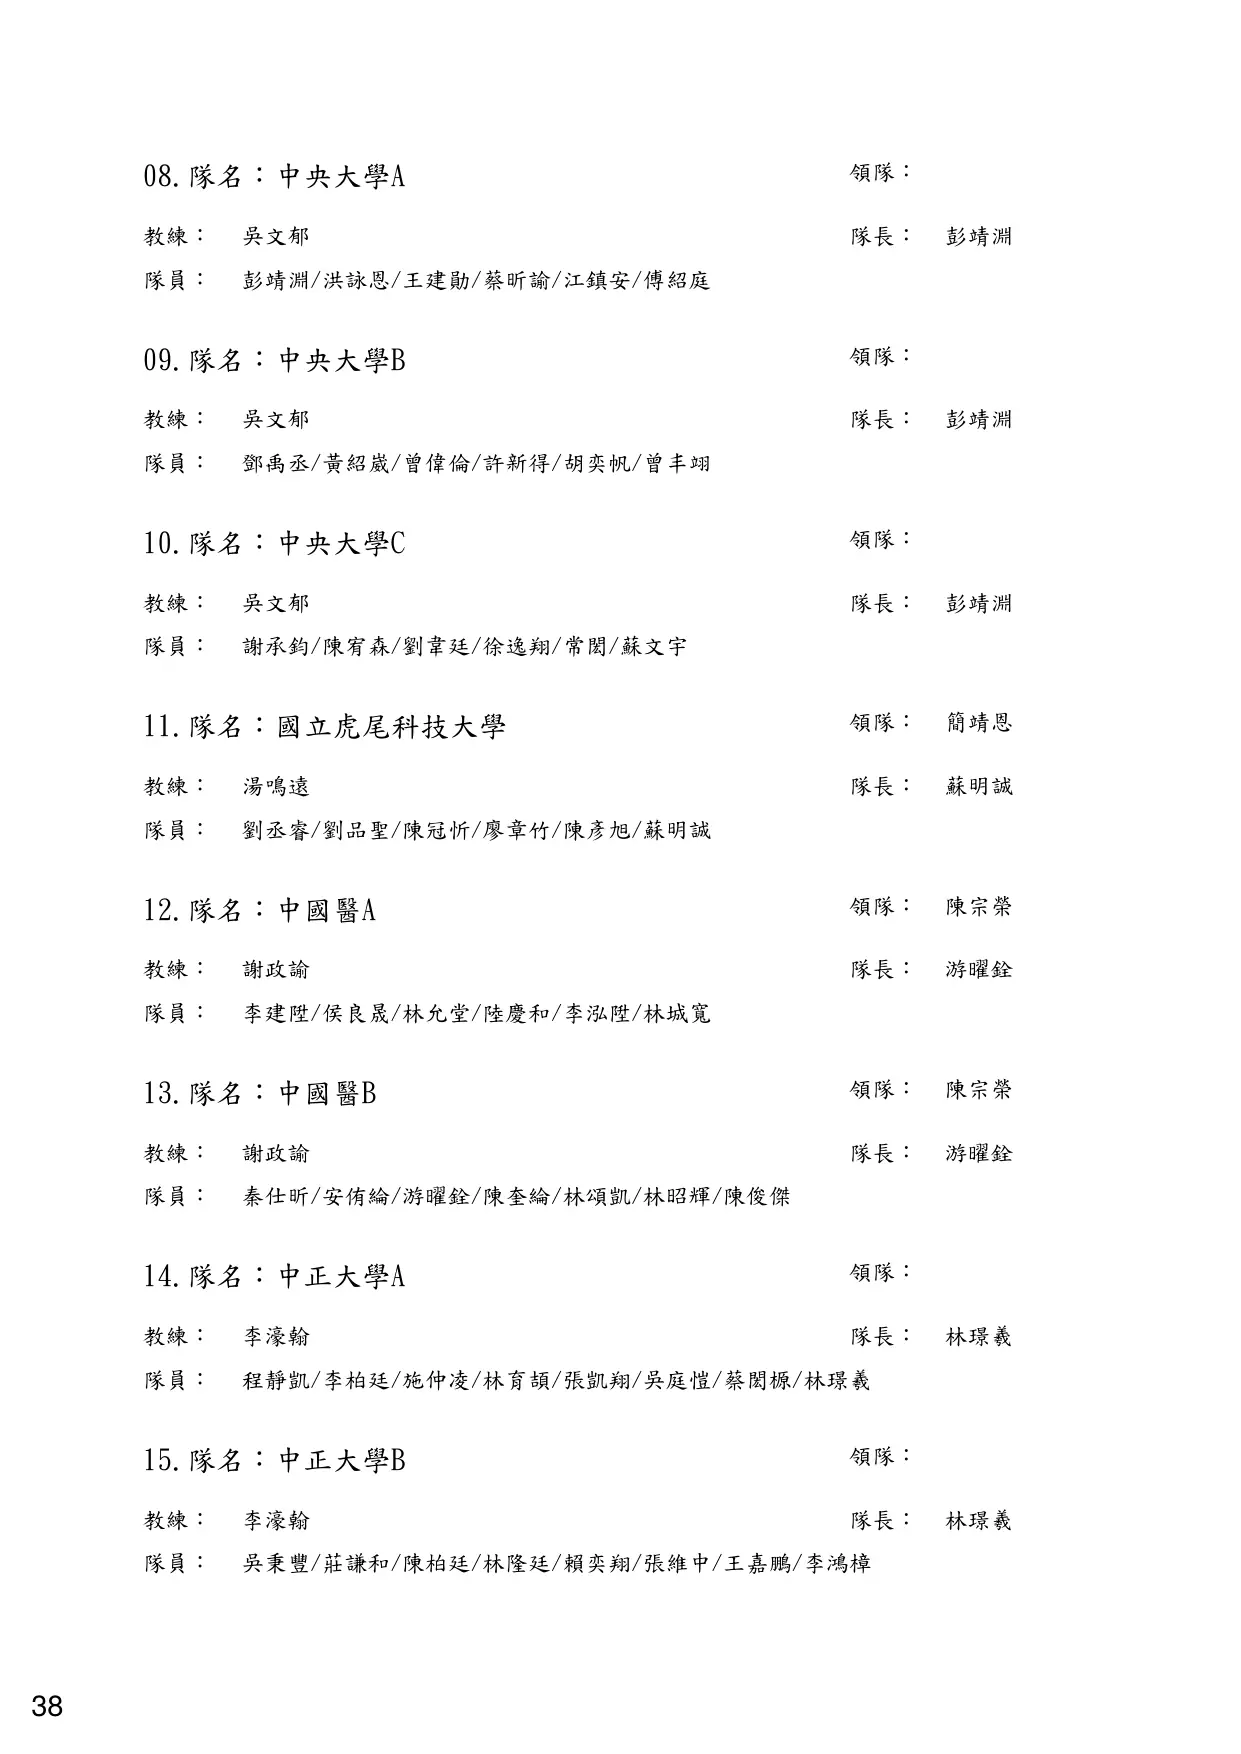 08.隊名：中央大學A 領隊：
教練： 吳文郁 隊長： 彭靖淵
隊員： 彭靖淵/洪詠恩/王建勛/蔡昕諭/江鎮安/傅紹庭
09.隊名：中央大學B 領隊：
教練： 吳文郁 隊長： 彭靖淵
隊員： 鄧禹丞/黃紹崴/曾偉倫/許新得/胡奕帆/曾丰翊
10.隊名：中央大學C 領隊：
教練： 吳文郁 隊長： 彭靖淵
隊員： 謝承鈞/陳宥森/劉韋廷/徐逸翔/常閎/蘇文宇
11.隊名：國立虎尾科技大學 領隊： 簡靖恩
教練： 湯鳴遠 隊長： 蘇明誠
隊員： 劉丞睿/劉品聖/陳冠忻/廖章竹/陳彥旭/蘇明誠
12.隊名：中國醫A 領隊： 陳宗榮
教練： 謝政諭 隊長： 游曜銓
隊員： 李建陞/侯良晟/林允堂/陸慶和/李泓陞/林城寬
13.隊名：中國醫B 領隊： 陳宗榮
教練： 謝政諭 隊長： 游曜銓
隊員： 秦仕昕/安侑綸/游曜銓/陳奎綸/林頌凱/林昭輝/陳俊傑
14.隊名：中正大學A 領隊：
教練： 李濠翰 隊長： 林璟羲
隊員： 程靜凱/李柏廷/施仲凌/林育頡/張凱翔/吳庭愷/蔡閎榞/林璟羲
15.隊名：中正大學B 領隊：
教練： 李濠翰 隊長： 林璟羲
隊員： 吳秉豐/莊謙和/陳柏廷/林隆廷/賴奕翔/張維中/王嘉鵬/李鴻樟
38